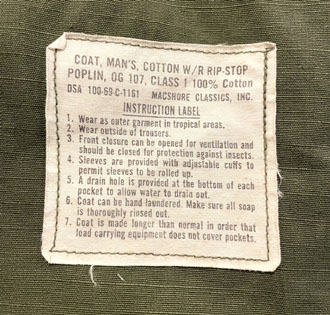 COAT, MAN'S, COTTON W/R RIP-STOP
POPLIN, OG 107, CLASS 1 100% Cotton
DSA 100-69-C-1161 MACSHORE CLASSICS, INC.
INSTRUCTION LABEL
1. Wear as outer garment in tropical areas.
2. Wear outside of trousers.
3. Front closure can be opened for ventilation and
should be closed for protection against insects.
4. Sleeves are provided with adjustable cuffs to
permit sleeves to be rolled up.
5. A drain hole is provided at the bottom of each
pocket to allow water to drain out.
6. Coat can be hand laundered. Make sure all soap
is thoroughly rinsed out.
7. Coat is made longer than normal in order that
load carrying equipment does not cover pockets.